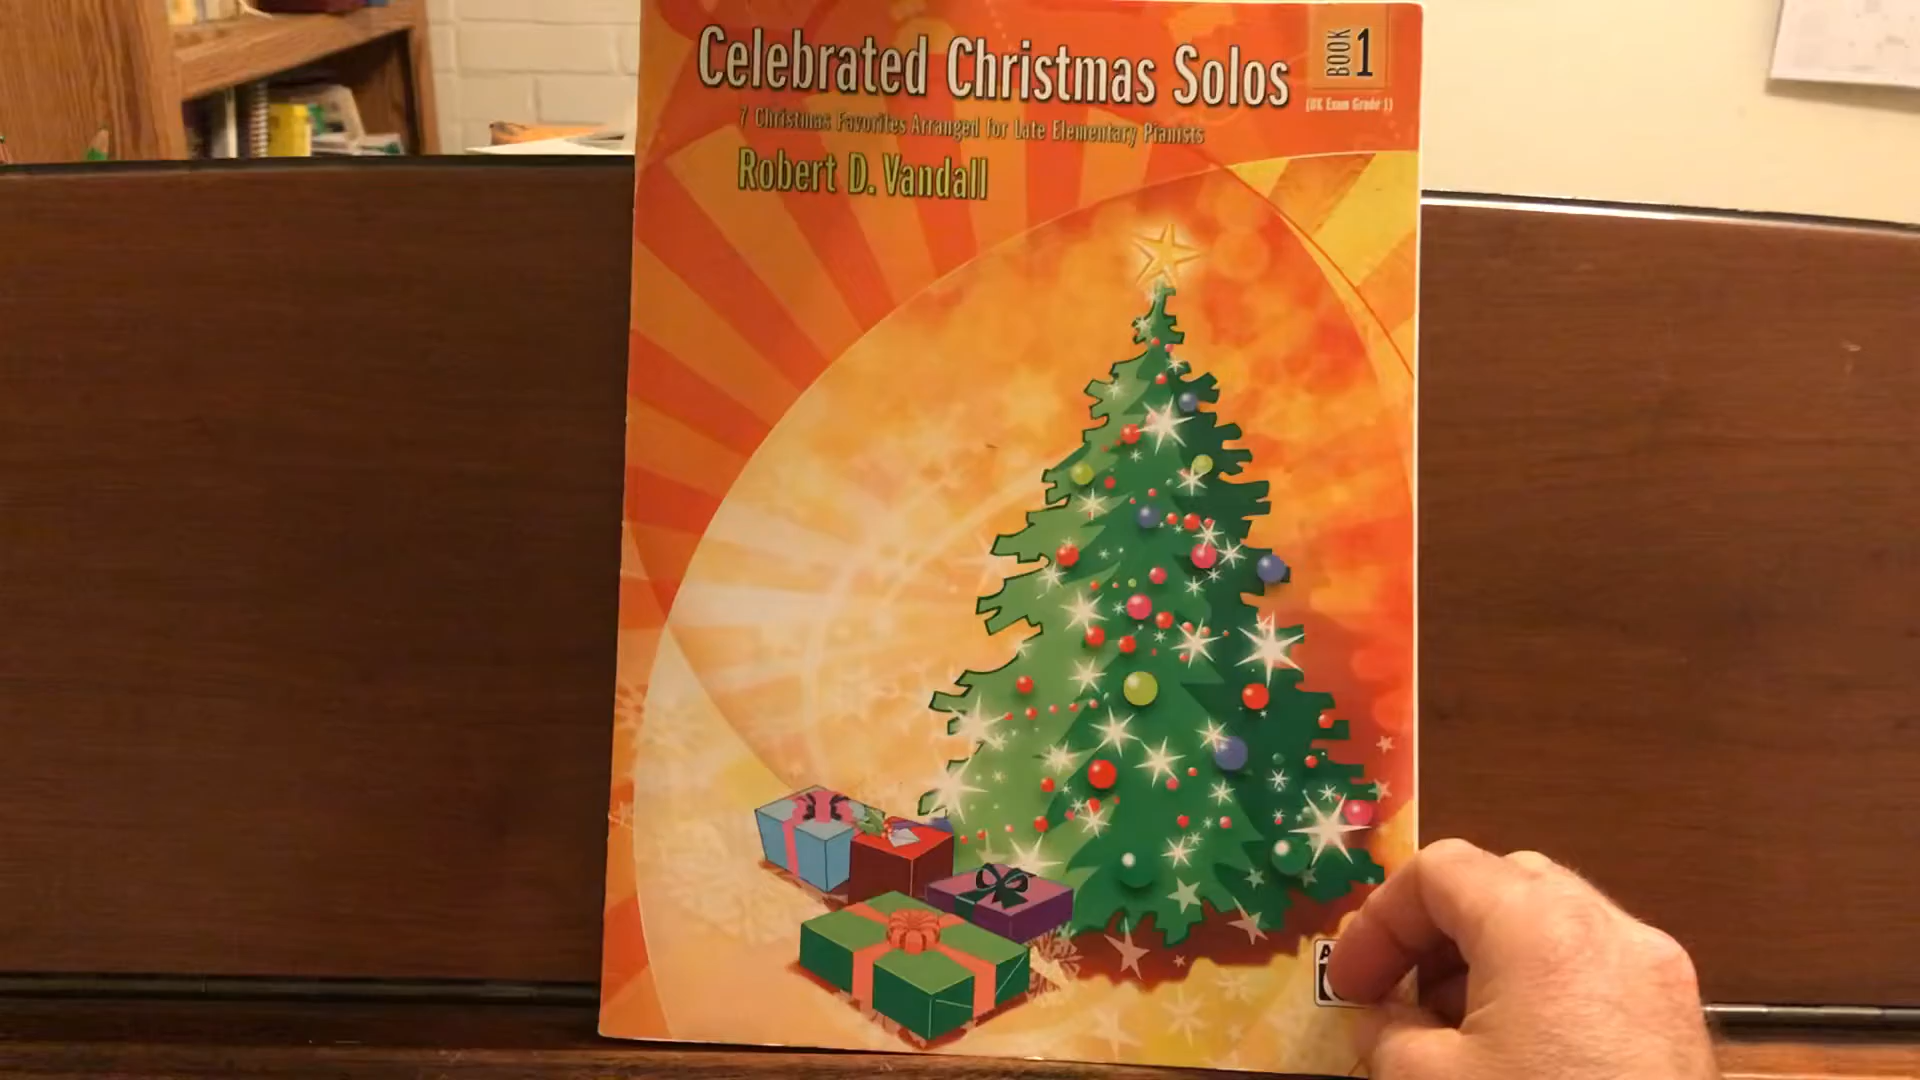 Celebrated Christmas Solos
BOOK 1
(UK Exam Grade 1)
7 Christmas Favorites Arranged for Late Elementary Pianists
Robert D. Vandall